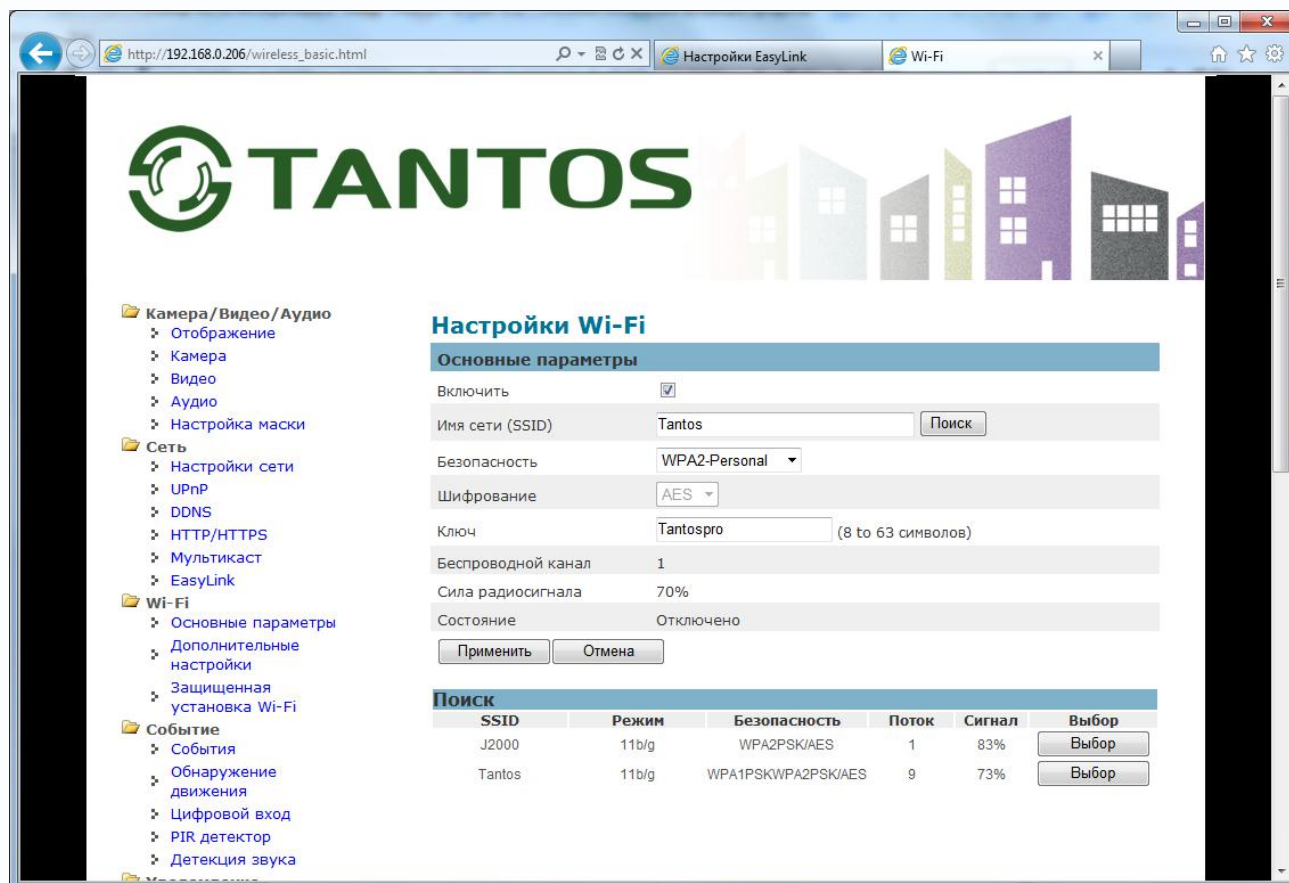 http://192.168.0.206/wireless_basic.html
Настройки EasyLink
Wi-Fi
TANTOS
Камера/Видео/Аудио
Отображение
Камера
Видео
Аудио
Настройка маски
Сеть
Настройки сети
UPnP
DDNS
HTTP/HTTPS
Мультикаст
EasyLink
Wi-Fi
Основные параметры
Дополнительные
настройки
Защищенная
установка Wi-Fi
Событие
События
Обнаружение
движения
Цифровой вход
PIR детектор
Детекция звука
Настройки Wi-Fi
Основные параметры
Включить
Имя сети (SSID) Tantos Поиск
Безопасность WPA2-Personal
Шифрование AES
Ключ Tantospro (8 to 63 символов)
Беспроводной канал 1
Сила радиосигнала 70%
Состояние Отключено
Применить Отмена
Поиск
SSID Режим Безопасность Поток Сигнал Выбор
J2000 11b/g WPA2PSK/AES 1 83% Выбор
Tantos 11b/g WPA1PSKWPA2PSK/AES 9 73% Выбор